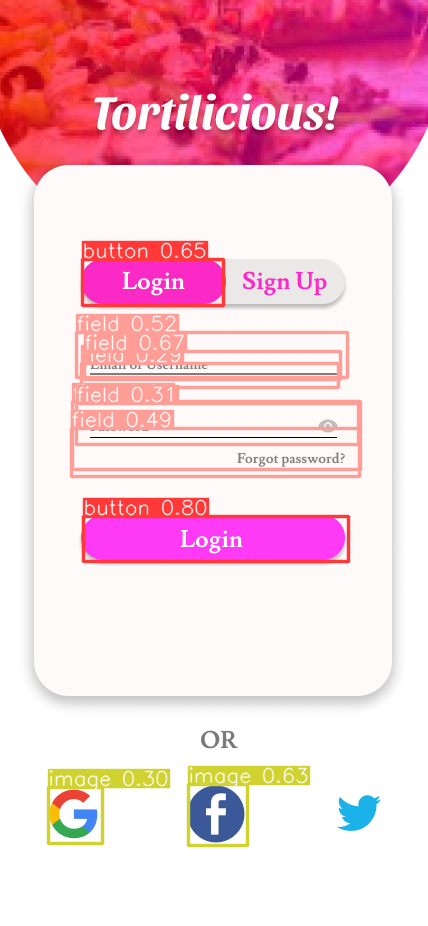 Tortilicious!
button 0.65
Login Sign Up
field 0.52
field 0.67
field 0.29
Email or Username
field 0.31
field 0.49
Forgot password?
button 0.80
Login
OR
image 0.30 image 0.63